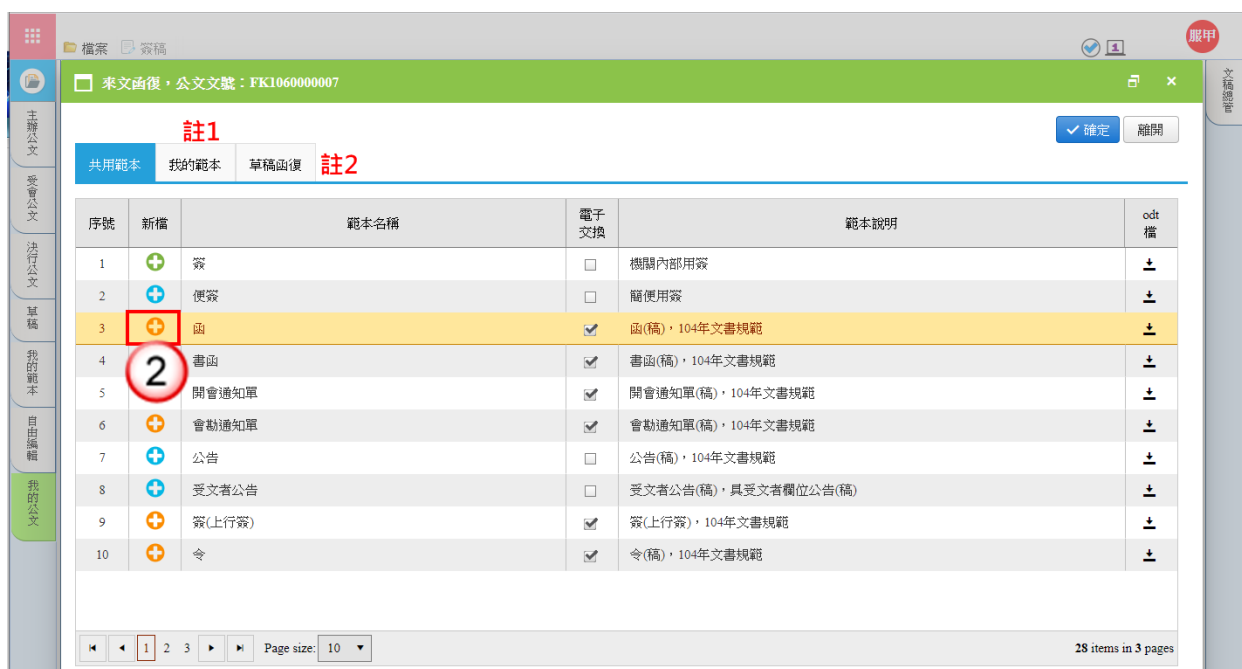 檔案 簽稿
1
服甲
來文函復，公文文號：FK1060000007
主辦公文
受會公文
決行公文
草稿
我的範本
自由編輯
我的公文
文稿總管
確定 離開
註1
共用範本 我的範本 草稿函復 註2
序號 新檔 範本名稱 電子交換 範本說明 odt檔
1 簽 機關內部用簽
2 便簽 簡便用簽
3 函 函(稿)，104年文書規範
4 書函 書函(稿)，104年文書規範
2
5 開會通知單 開會通知單(稿)，104年文書規範
6 會勘通知單 會勘通知單(稿)，104年文書規範
7 公告 公告(稿)，104年文書規範
8 受文者公告 受文者公告(稿)，具受文者欄位公告(稿)
9 簽(上行簽) 簽(上行簽)，104年文書規範
10 令 令(稿)，104年文書規範
1 2 3 Page size: 10 28 items in 3 pages